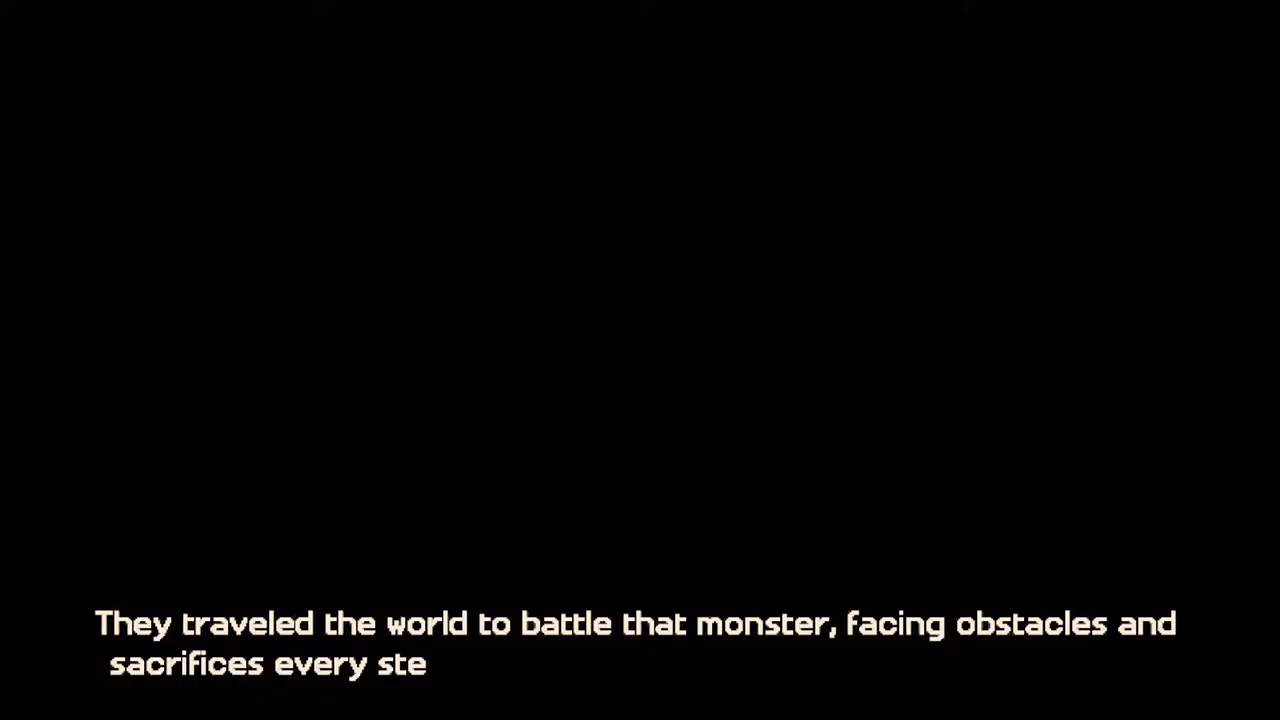 They traveled the world to battle that monster, facing obstacles and
sacrifices every ste